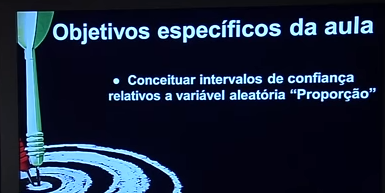 Objetivos específicos da aula
● Conceituar intervalos de confiança
relativos a variável aleatória “Proporção”